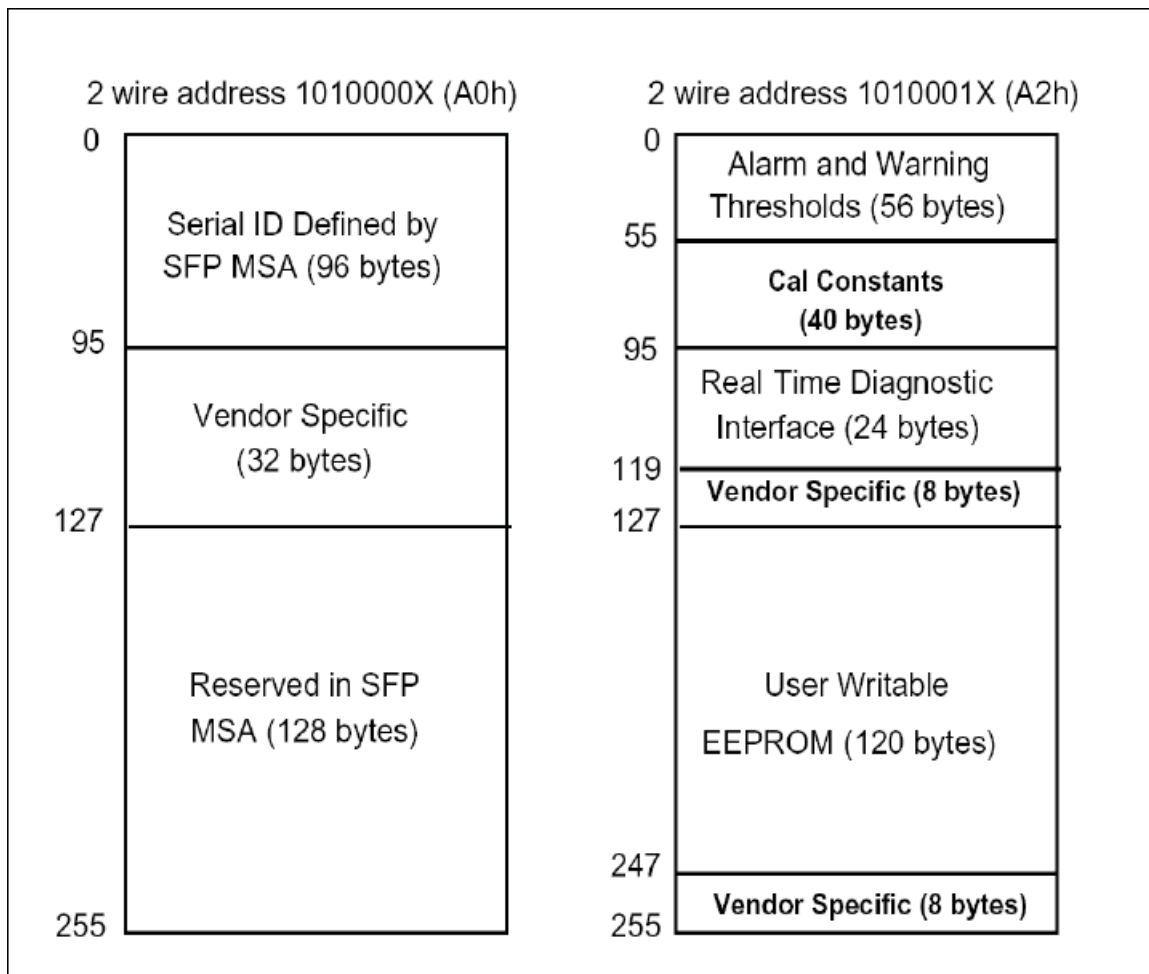 2 wire address 1010000X (A0h)
0
Serial ID Defined by
SFP MSA (96 bytes)
95
Vendor Specific
(32 bytes)
127
Reserved in SFP
MSA (128 bytes)
255
2 wire address 1010001X (A2h)
0
Alarm and Warning
Thresholds (56 bytes)
55
Cal Constants
(40 bytes)
95
Real Time Diagnostic
Interface (24 bytes)
119
Vendor Specific (8 bytes)
127
User Writable
EEPROM (120 bytes)
247
Vendor Specific (8 bytes)
255